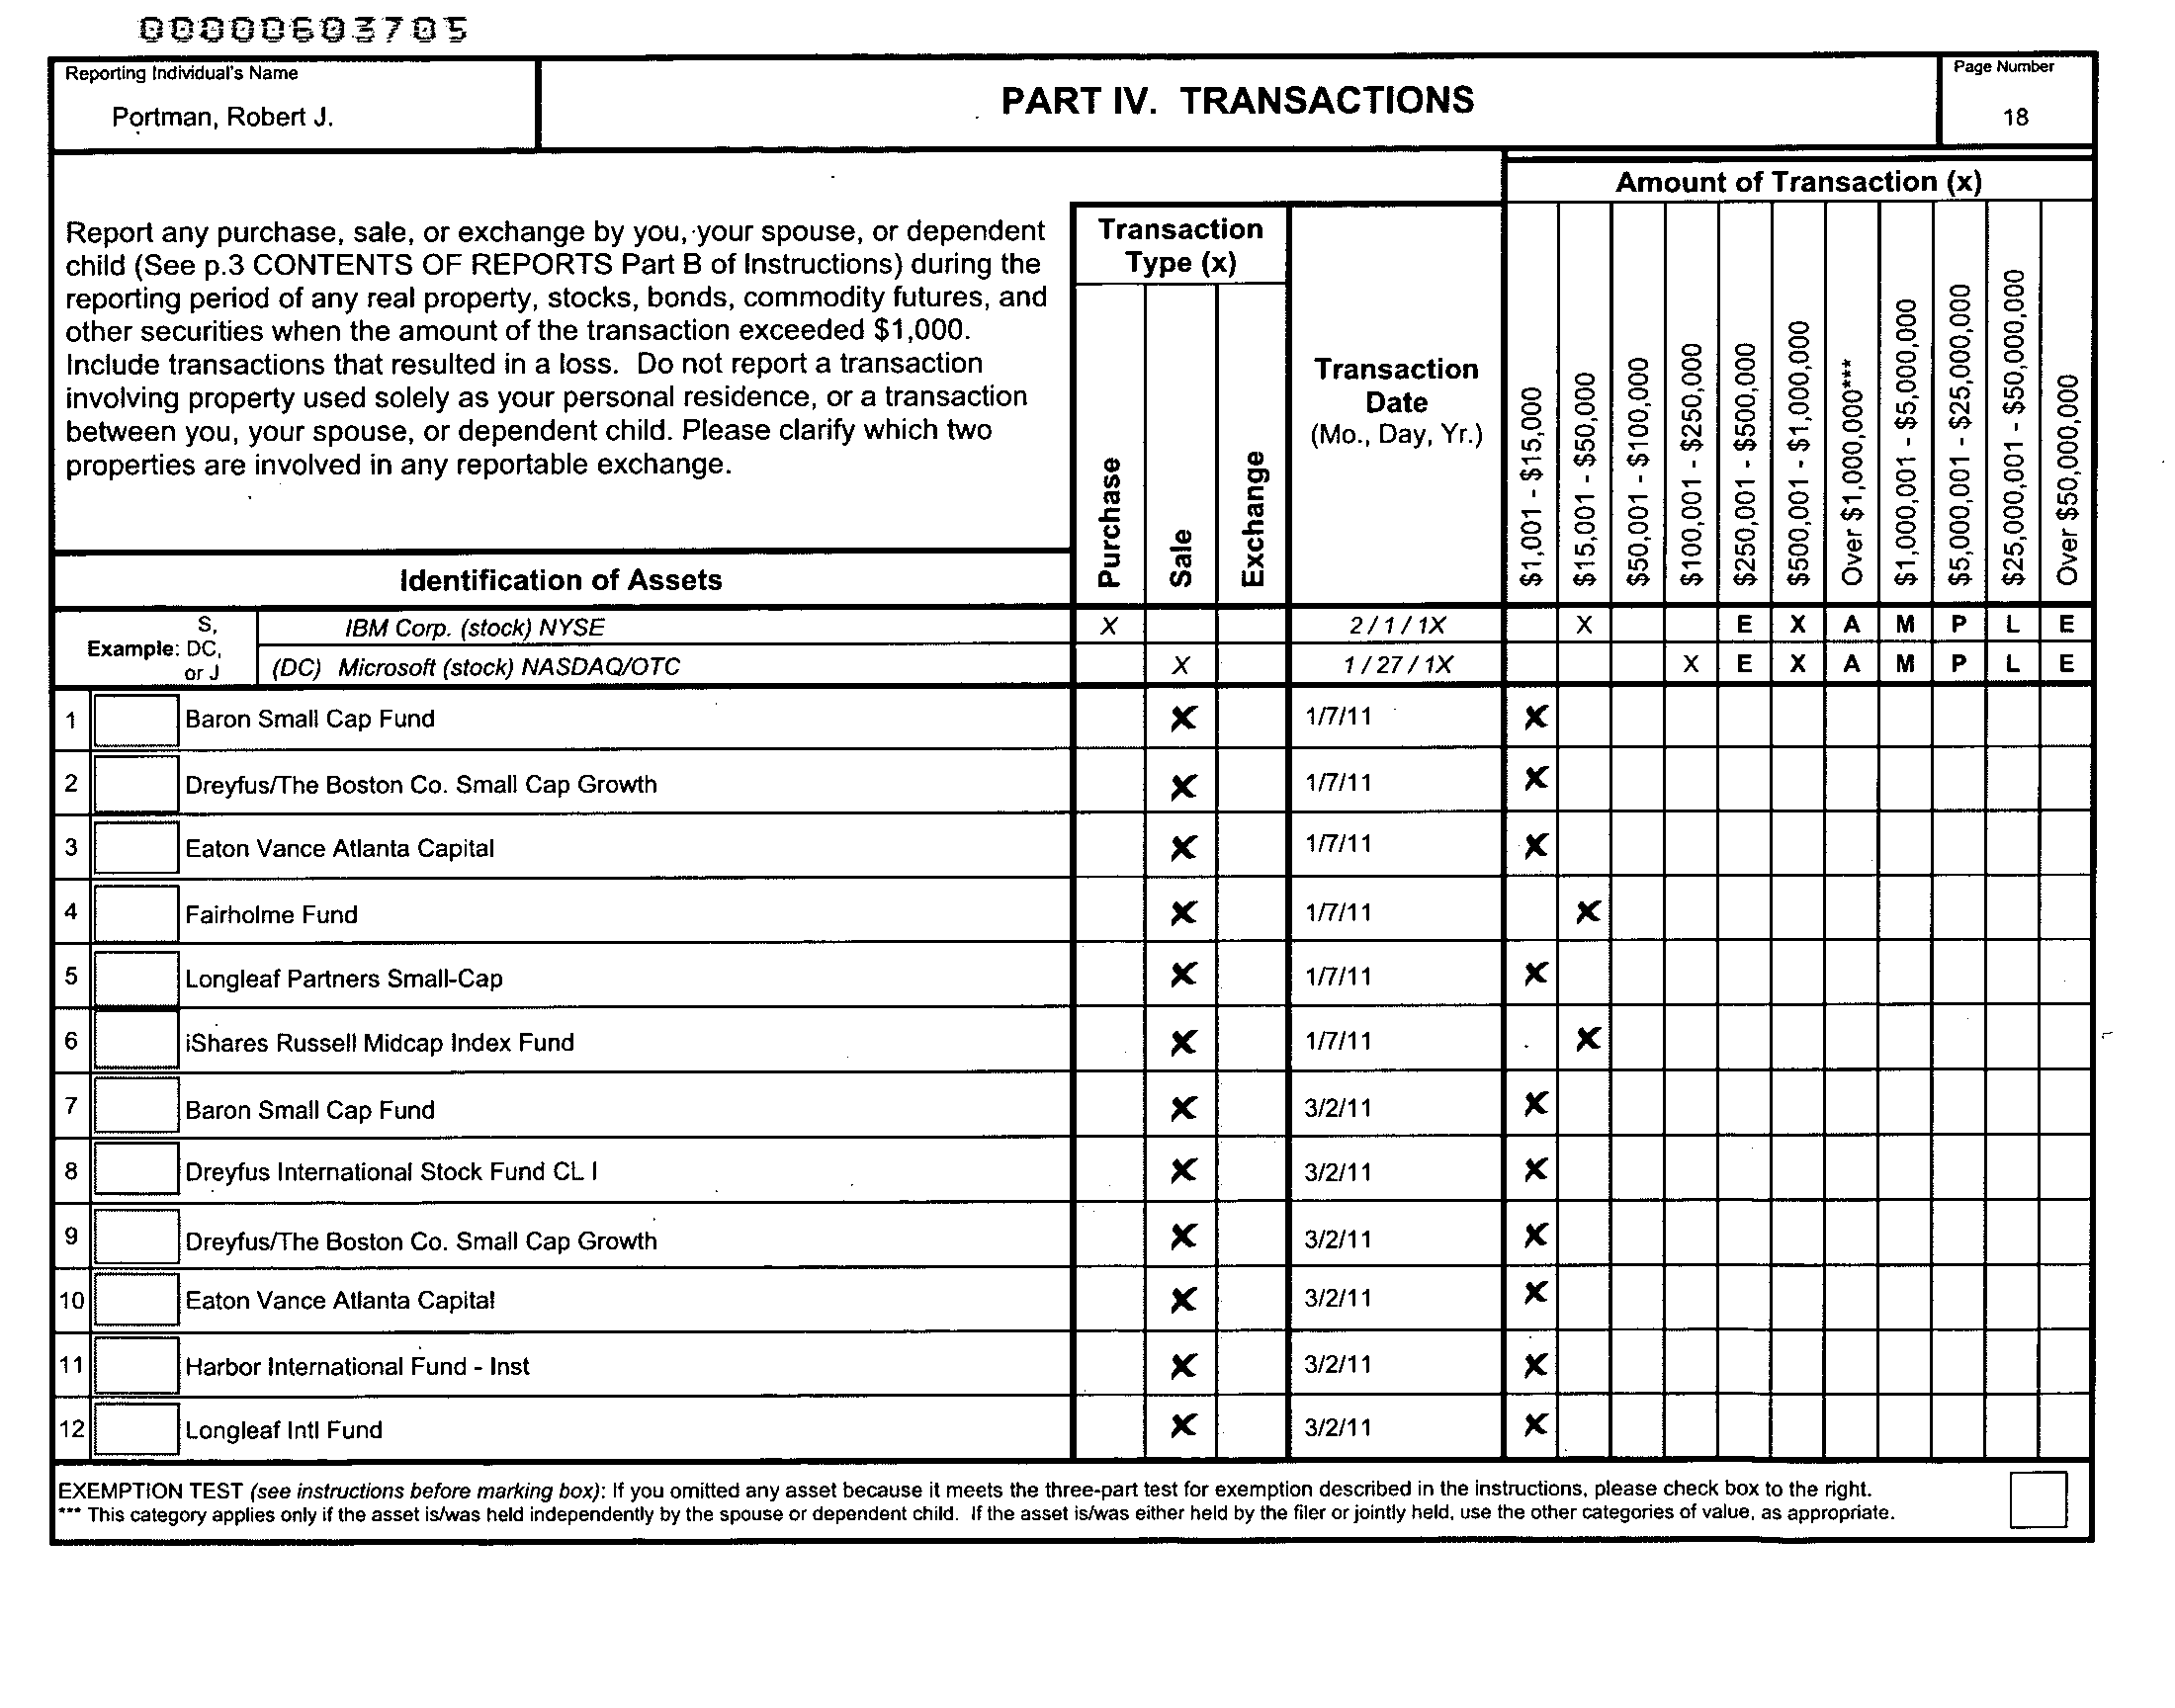 00000603705
Reporting Individual's Name
Portman, Robert J.
PART IV. TRANSACTIONS
Page Number
18
Report any purchase, sale, or exchange by you, your spouse, or dependent
child (See p.3 CONTENTS OF REPORTS Part B of Instructions) during the
reporting period of any real property, stocks, bonds, commodity futures, and
other securities when the amount of the transaction exceeded $1,000.
Include transactions that resulted in a loss. Do not report a transaction
involving property used solely as your personal residence, or a transaction
between you, your spouse, or dependent child. Please clarify which two
properties are involved in any reportable exchange.
Identification of Assets
Transaction
Type (x)
Purchase
Sale
Exchange
Transaction
Date
(Mo., Day, Yr.)
Amount of Transaction (x)
$1,001 - $15,000
$15,001 - $50,000
$50,001 - $100,000
$100,001 - $250,000
$250,001 - $500,000
$500,001 - $1,000,000
Over $1,000,000***
$1,000,001 - $5,000,000
$5,000,001 - $25,000,000
$25,000,001 - $50,000,000
Over $50,000,000
Example: S, DC, or J
IBM Corp. (stock) NYSE X 2 / 1 / 1X X E X A M P L E
(DC) Microsoft (stock) NASDAQ/OTC X 1 / 27 / 1X X E X A M P L E
1 Baron Small Cap Fund X 1/7/11 X
2 Dreyfus/The Boston Co. Small Cap Growth X 1/7/11 X
3 Eaton Vance Atlanta Capital X 1/7/11 X
4 Fairholme Fund X 1/7/11 X
5 Longleaf Partners Small-Cap X 1/7/11 X
6 iShares Russell Midcap Index Fund X 1/7/11 X
7 Baron Small Cap Fund X 3/2/11 X
8 Dreyfus International Stock Fund CL I X 3/2/11 X
9 Dreyfus/The Boston Co. Small Cap Growth X 3/2/11 X
10 Eaton Vance Atlanta Capital X 3/2/11 X
11 Harbor International Fund - Inst X 3/2/11 X
12 Longleaf Intl Fund X 3/2/11 X
EXEMPTION TEST (see instructions before marking box): If you omitted any asset because it meets the three-part test for exemption described in the instructions, please check box to the right.
*** This category applies only if the asset is/was held independently by the spouse or dependent child. If the asset is/was either held by the filer or jointly held, use the other categories of value, as appropriate.